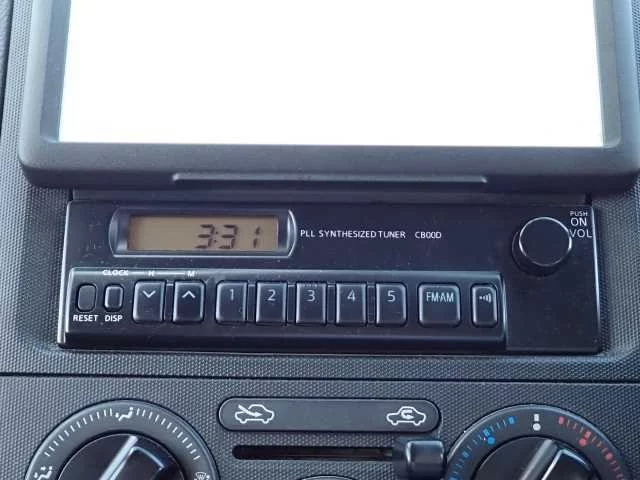 3:31
PLL SYNTHESIZED TUNER CB00D
PUSH
ON
VOL
CLOCK H M
RESET DISP
1 2 3 4 5 FM·AM